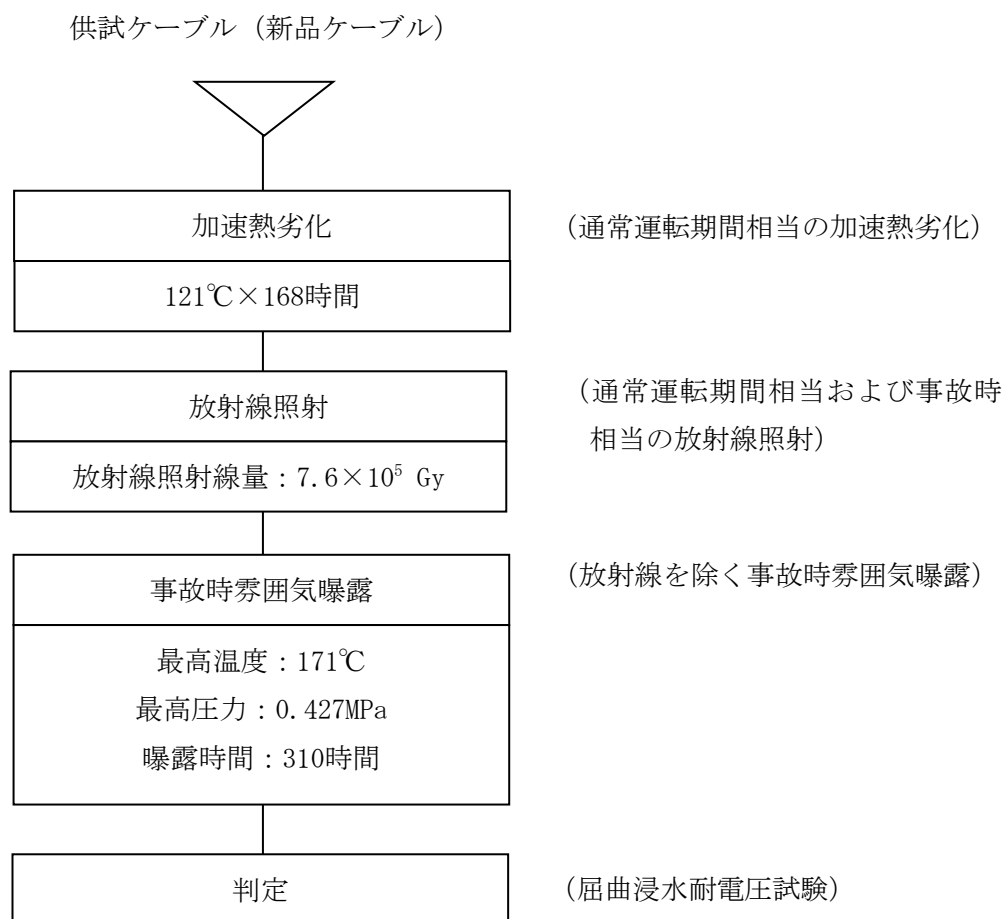 供試ケーブル（新品ケーブル）
加速熱劣化
（通常運転期間相当の加速熱劣化）
121℃×168時間
放射線照射
（通常運転期間相当および事故時
相当の放射線照射）
放射線照射線量：7.6×10⁵ Gy
事故時雰囲気曝露
（放射線を除く事故時雰囲気曝露）
最高温度：171℃
最高圧力：0.427MPa
曝露時間：310時間
判定
（屈曲浸水耐電圧試験）